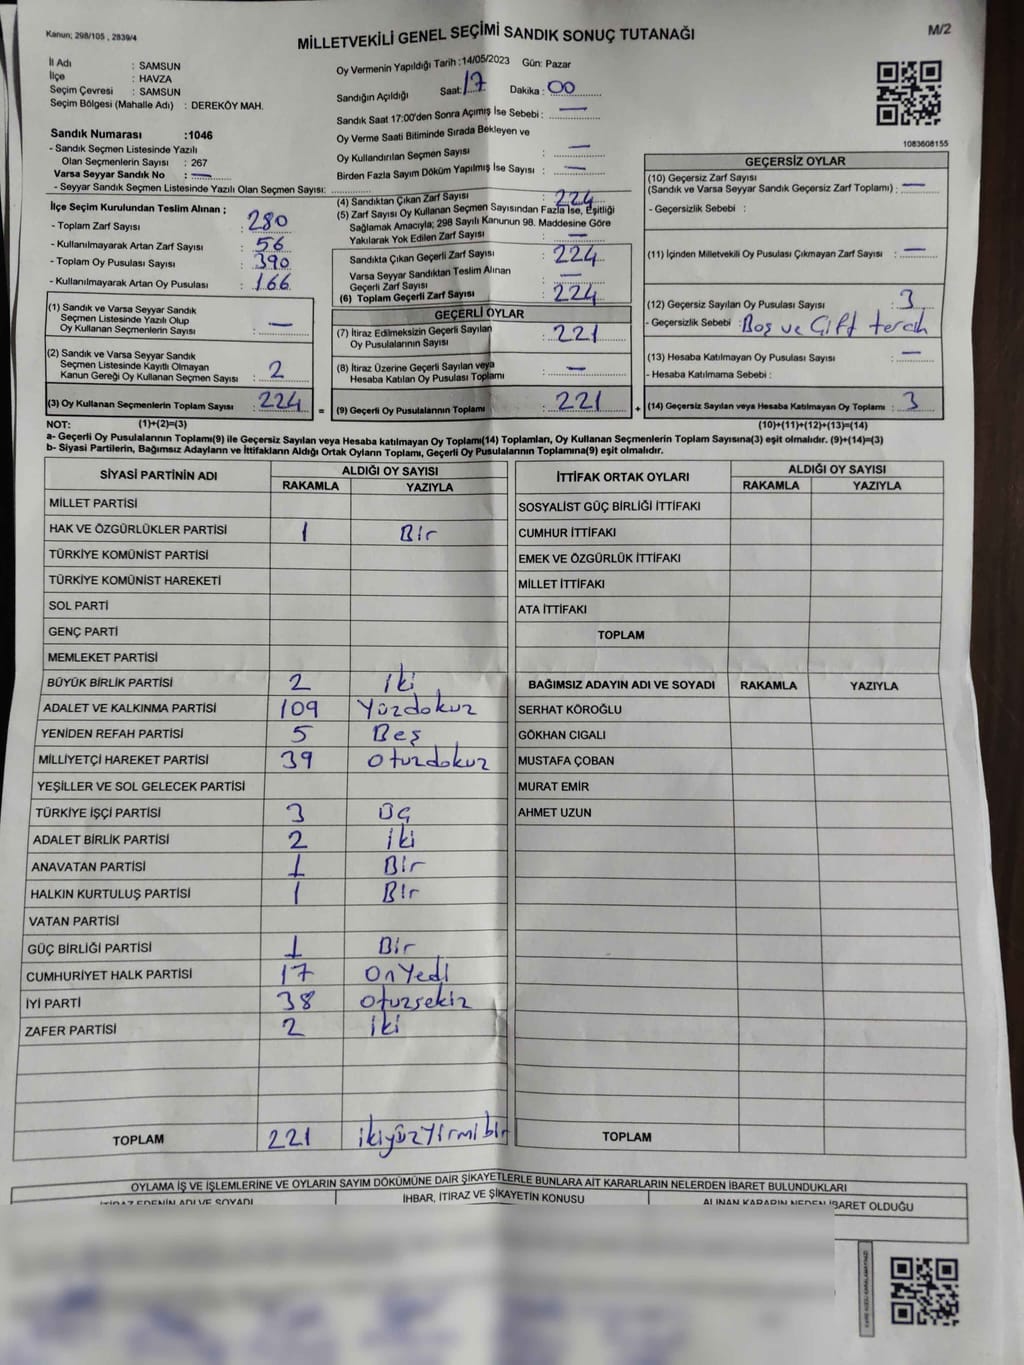 Kanun; 298/105 , 2839/4
MİLLETVEKİLİ GENEL SEÇİMİ SANDIK SONUÇ TUTANAĞI
M/2
İl Adı : SAMSUN
İlçe : HAVZA
Seçim Çevresi : SAMSUN
Seçim Bölgesi (Mahalle Adı) : DEREKÖY MAH.
Sandık Numarası :1046
- Sandık Seçmen Listesinde Yazılı
Olan Seçmenlerin Sayısı : 267
Varsa Seyyar Sandık No : —
- Seyyar Sandık Seçmen Listesinde Yazılı Olan Seçmen Sayısı:
İlçe Seçim Kurulundan Teslim Alınan ;
- Toplam Zarf Sayısı : 280
- Kullanılmayarak Artan Zarf Sayısı : 56
- Toplam Oy Pusulası Sayısı : 390
- Kullanılmayarak Artan Oy Pusulası : 166
(1) Sandık ve Varsa Seyyar Sandık
Seçmen Listesinde Yazılı Olup
Oy Kullanan Seçmenlerin Sayısı : —
(2) Sandık ve Varsa Seyyar Sandık
Seçmen Listesinde Kayıtlı Olmayan
Kanun Gereği Oy Kullanan Seçmen Sayısı : 2
(3) Oy Kullanan Seçmenlerin Toplam Sayısı : 224
Oy Vermenin Yapıldığı Tarih :14/05/2023 Gün: Pazar
Sandığın Açıldığı Saat: 17 Dakika : 00
Sandık Saat 17:00'den Sonra Açımış İse Sebebi : —
Oy Verme Saati Bitiminde Sırada Bekleyen ve
Oy Kullandırılan Seçmen Sayısı : —
Birden Fazla Sayım Döküm Yapılmış İse Sayısı : —
(4) Sandıktan Çıkan Zarf Sayısı : 224
(5) Zarf Sayısı Oy Kullanan Seçmen Sayısından Fazla İse, Eşitliği
Sağlamak Amacıyla; 298 Sayılı Kanunun 98. Maddesine Göre
Yakılarak Yok Edilen Zarf Sayısı : —
Sandıkta Çıkan Geçerli Zarf Sayısı : 224
Varsa Seyyar Sandıktan Teslim Alınan
Geçerli Zarf Sayısı : —
(6) Toplam Geçerli Zarf Sayısı : 224
GEÇERLİ OYLAR
(7) İtiraz Edilmeksizin Geçerli Sayılan
Oy Pusulalarının Sayısı : 221
(8) İtiraz Üzerine Geçerli Sayılan veya
Hesaba Katılan Oy Pusulası Toplamı : —
= (9) Geçerli Oy Pusulalarının Toplamı : 221
1083608155
GEÇERSİZ OYLAR
(10) Geçersiz Zarf Sayısı
(Sandık ve Varsa Seyyar Sandık Geçersiz Zarf Toplamı) : —
- Geçersizlik Sebebi :
(11) İçinden Milletvekili Oy Pusulası Çıkmayan Zarf Sayısı : —
(12) Geçersiz Sayılan Oy Pusulası Sayısı : 3
- Geçersizlik Sebebi : Boş ve Çift tercih
(13) Hesaba Katılmayan Oy Pusulası Sayısı : —
- Hesaba Katılmama Sebebi :
+ (14) Geçersiz Sayılan veya Hesaba Katılmayan Oy Toplamı : 3
NOT: (1)+(2)=(3) (10)+(11)+(12)+(13)=(14)
a- Geçerli Oy Pusulalarının Toplamı(9) ile Geçersiz Sayılan veya Hesaba katılmayan Oy Toplamı(14) Toplamları, Oy Kullanan Seçmenlerin Toplam Sayısına(3) eşit olmalıdır. (9)+(14)=(3)
b- Siyasi Partilerin, Bağımsız Adayların ve İttifakların Aldığı Ortak Oyların Toplamı, Geçerli Oy Pusulalarının Toplamına(9) eşit olmalıdır.
SİYASİ PARTİNİN ADI ALDIĞI OY SAYISI
RAKAMLA YAZIYLA
MİLLET PARTİSİ
HAK VE ÖZGÜRLÜKLER PARTİSİ 1 Bir
TÜRKİYE KOMÜNİST PARTİSİ
TÜRKİYE KOMÜNİST HAREKETİ
SOL PARTİ
GENÇ PARTİ
MEMLEKET PARTİSİ
BÜYÜK BİRLİK PARTİSİ 2 iki
ADALET VE KALKINMA PARTİSİ 109 Yüzdokuz
YENİDEN REFAH PARTİSİ 5 Beş
MİLLİYETÇİ HAREKET PARTİSİ 39 otuzdokuz
YEŞİLLER VE SOL GELECEK PARTİSİ
TÜRKİYE İŞÇİ PARTİSİ 3 Üç
ADALET BİRLİK PARTİSİ 2 iki
ANAVATAN PARTİSİ 1 Bir
HALKIN KURTULUŞ PARTİSİ 1 Bir
VATAN PARTİSİ
GÜÇ BİRLİĞİ PARTİSİ 1 Bir
CUMHURİYET HALK PARTİSİ 17 OnYedi
İYİ PARTİ 38 otuzsekiz
ZAFER PARTİSİ 2 iki
TOPLAM 221 ikiyüzyirmibir
İTTİFAK ORTAK OYLARI ALDIĞI OY SAYISI
RAKAMLA YAZIYLA
SOSYALİST GÜÇ BİRLİĞİ İTTİFAKI
CUMHUR İTTİFAKI
EMEK VE ÖZGÜRLÜK İTTİFAKI
MİLLET İTTİFAKI
ATA İTTİFAKI
TOPLAM
BAĞIMSIZ ADAYIN ADI VE SOYADI RAKAMLA YAZIYLA
SERHAT KÖROĞLU
GÖKHAN CIGALI
MUSTAFA ÇOBAN
MURAT EMİR
AHMET UZUN
TOPLAM
OYLAMA İŞ VE İŞLEMLERİNE VE OYLARIN SAYIM DÖKÜMÜNE DAİR ŞİKAYETLERLE BUNLARA AİT KARARLARIN NELERDEN İBARET BULUNDUKLARI
İTİRAZ EDENİN ADI VE SOYADI İHBAR, İTİRAZ VE ŞİKAYETİN KONUSU ALINAN KARARIN NEDEN İBARET OLDUĞU